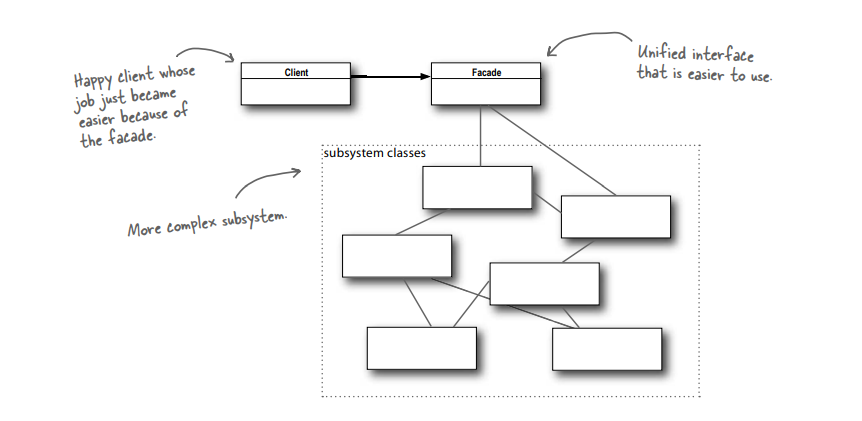 Happy client whose
job just became
easier because of
the facade.
Client
Facade
Unified interface
that is easier to use.
subsystem classes
More complex subsystem.